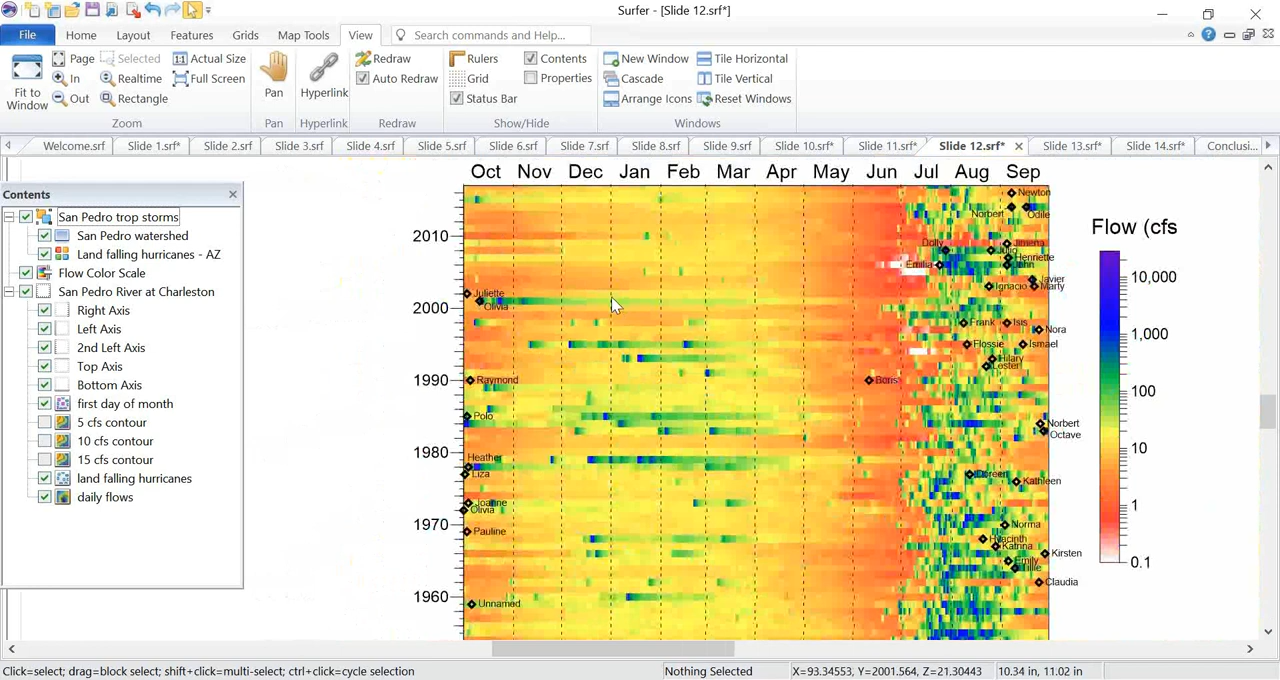 Surfer - [Slide 12.srf*]
File Home Layout Features Grids Map Tools View Search commands and Help...
Fit to Window
Page Selected Actual Size
In Realtime Full Screen
Out Rectangle
Zoom
Pan
Pan
Hyperlink
Hyperlink
Redraw
Auto Redraw
Redraw
Rulers Contents
Grid Properties
Status Bar
Show/Hide
New Window Tile Horizontal
Cascade Tile Vertical
Arrange Icons Reset Windows
Windows
Welcome.srf Slide 1.srf* Slide 2.srf Slide 3.srf Slide 4.srf Slide 5.srf Slide 6.srf Slide 7.srf Slide 8.srf Slide 9.srf Slide 10.srf* Slide 11.srf* Slide 12.srf* Slide 13.srf* Slide 14.srf* Conclusi...
Contents
San Pedro trop storms
San Pedro watershed
Land falling hurricanes - AZ
Flow Color Scale
San Pedro River at Charleston
Right Axis
Left Axis
2nd Left Axis
Top Axis
Bottom Axis
first day of month
5 cfs contour
10 cfs contour
15 cfs contour
land falling hurricanes
daily flows
Oct Nov Dec Jan Feb Mar Apr May Jun Jul Aug Sep
2010
2000
1990
1980
1970
1960
Newton
Norbert
Odile
Dolly
Jimena
Julio
Henriette
Emilia
John
Javier
Juliette
Ignacio
Marty
Olivia
Frank
Isis
Nora
Flossie
Ismael
Hilary
Lester
Raymond
Boris
Polo
Norbert
Octave
Heather
Liza
Doreen
Kathleen
Joanne
Olivia
Norma
Pauline
Hyacinth
Katrina
Kirsten
Emily
Claudia
Unnamed
Flow (cfs
10,000
1,000
100
10
1
0.1
Click=select; drag=block select; shift+click=multi-select; ctrl+click=cycle selection
Nothing Selected
X=93.34553, Y=2001.564, Z=21.30443
10.34 in, 11.02 in